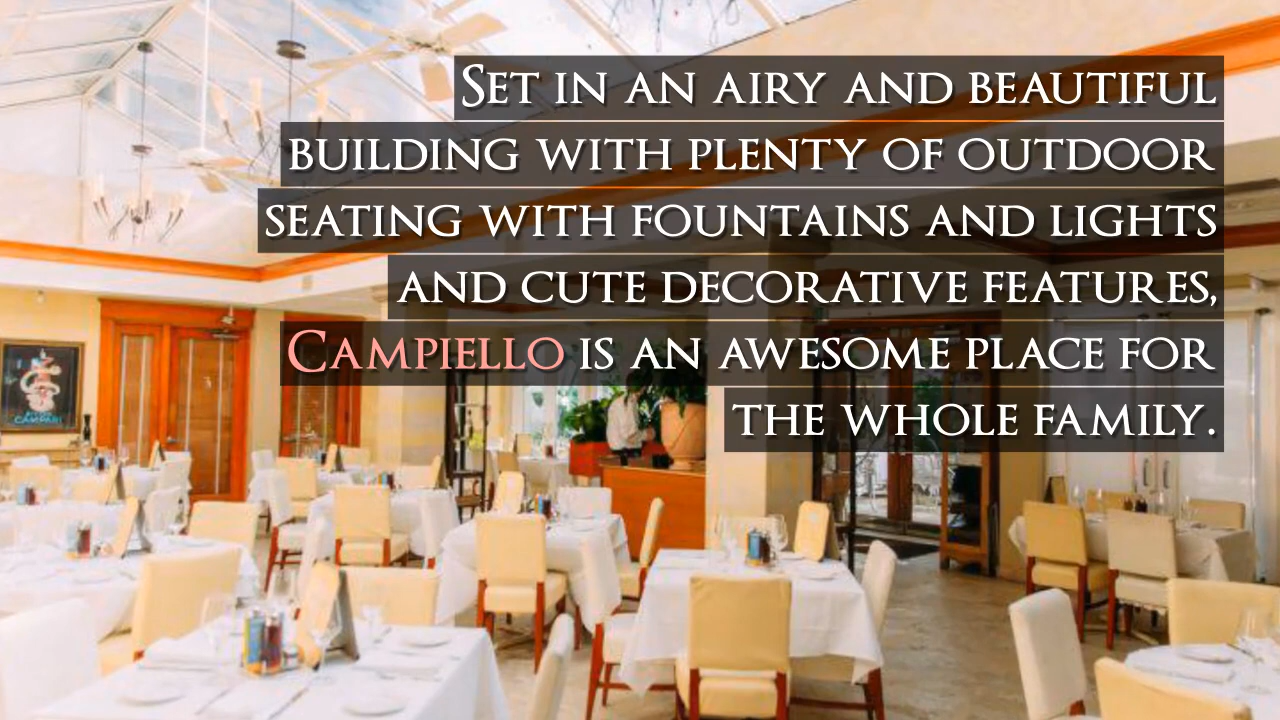 Set in an airy and beautiful
building with plenty of outdoor
seating with fountains and lights
and cute decorative features,
Campiello is an awesome place for
the whole family.
CAMPARI